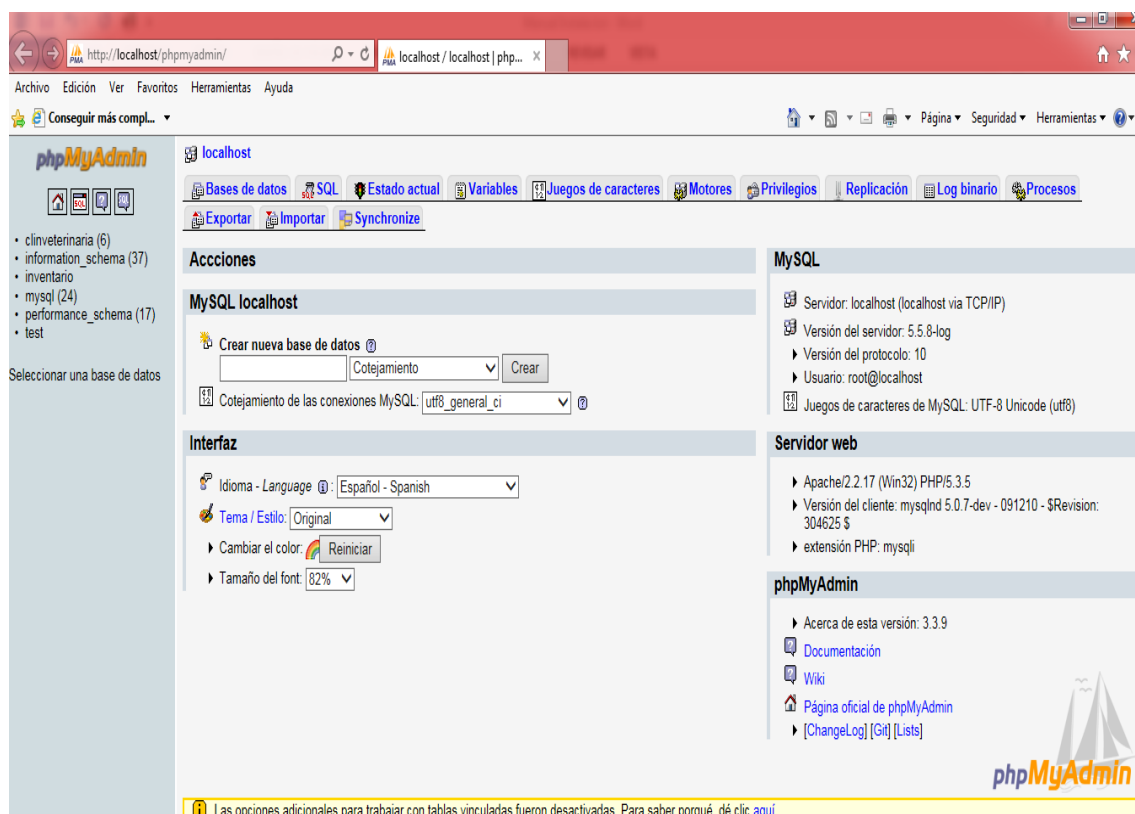 http://localhost/phpmyadmin/
localhost / localhost | php...
Archivo Edición Ver Favoritos Herramientas Ayuda
Conseguir más compl...
Página Seguridad Herramientas
phpMyAdmin
localhost
Bases de datos SQL Estado actual Variables Juegos de caracteres Motores Privilegios Replicación Log binario Procesos
Exportar Importar Synchronize
clinveterinaria (6)
information_schema (37)
inventario
mysql (24)
performance_schema (17)
test
Seleccionar una base de datos
Accciones
MySQL localhost
Crear nueva base de datos
Cotejamiento Crear
Cotejamiento de las conexiones MySQL: utf8_general_ci
Interfaz
Idioma - Language : Español - Spanish
Tema / Estilo: Original
Cambiar el color: Reiniciar
Tamaño del font: 82%
MySQL
Servidor: localhost (localhost via TCP/IP)
Versión del servidor: 5.5.8-log
Versión del protocolo: 10
Usuario: root@localhost
Juegos de caracteres de MySQL: UTF-8 Unicode (utf8)
Servidor web
Apache/2.2.17 (Win32) PHP/5.3.5
Versión del cliente: mysqlnd 5.0.7-dev - 091210 - $Revision:
304625 $
extensión PHP: mysqli
phpMyAdmin
Acerca de esta versión: 3.3.9
Documentación
Wiki
Página oficial de phpMyAdmin
[ChangeLog] [Git] [Lists]
phpMyAdmin
Las opciones adicionales para trabajar con tablas vinculadas fueron desactivadas. Para saber porqué, dé clic aquí